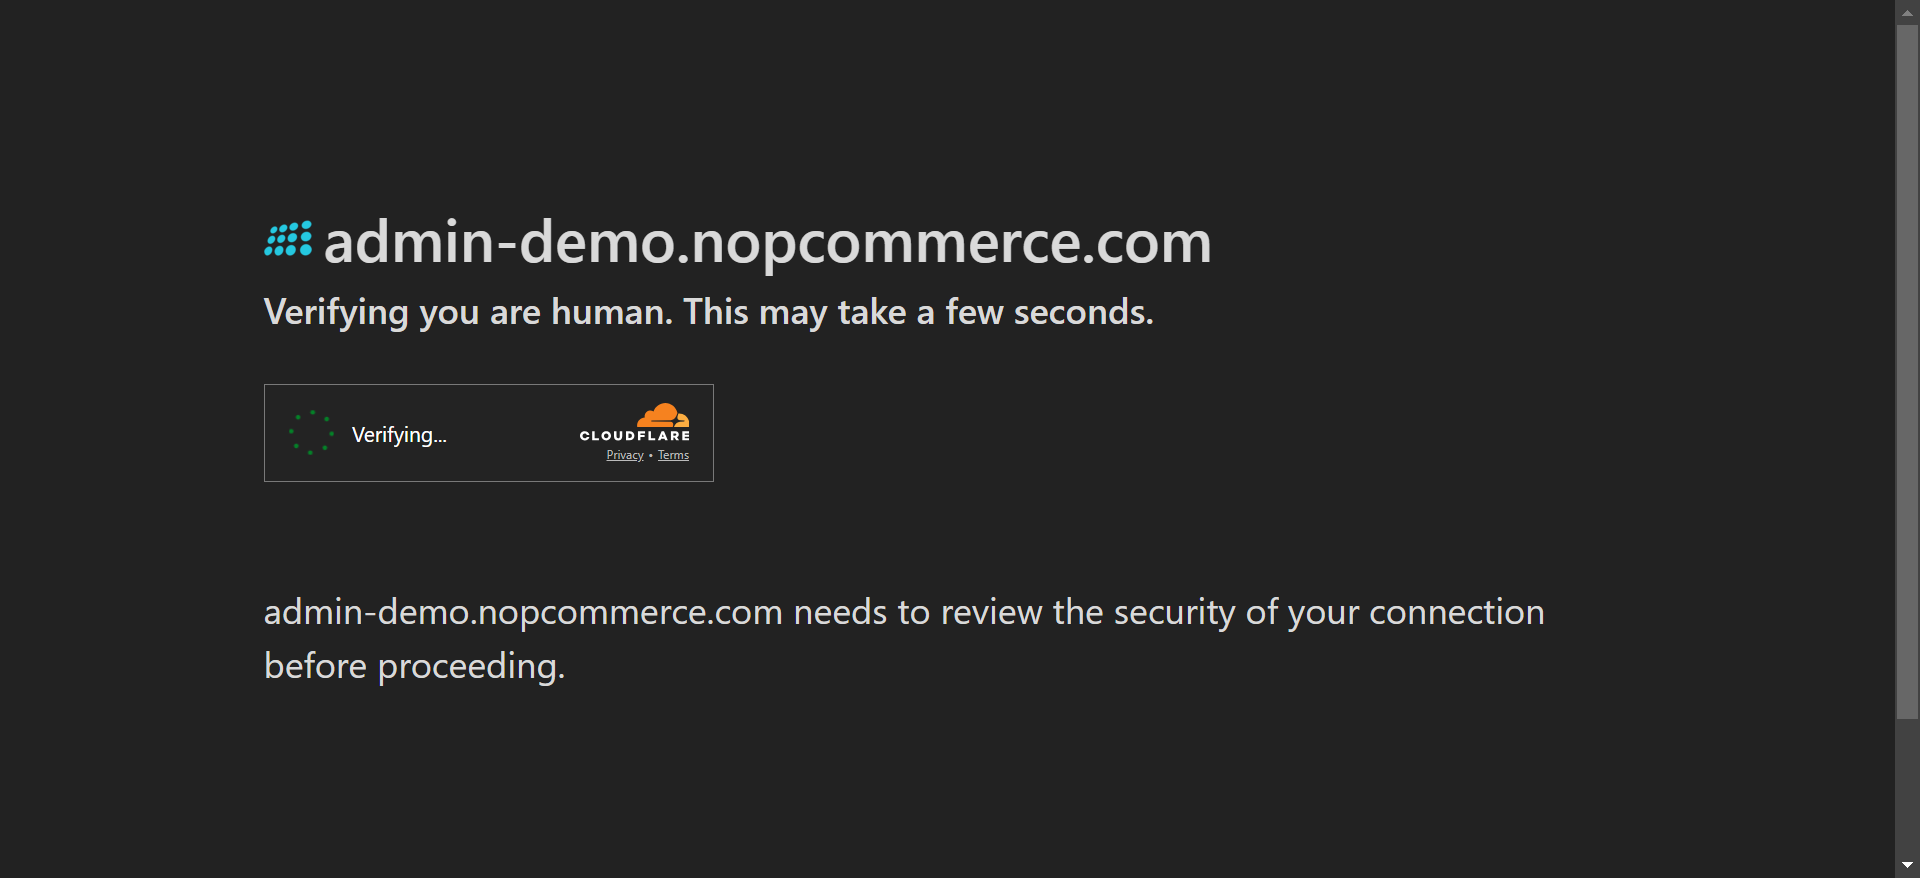 admin-demo.nopcommerce.com
Verifying you are human. This may take a few seconds.
Verifying...
CLOUDFLARE
Privacy • Terms
admin-demo.nopcommerce.com needs to review the security of your connection
before proceeding.